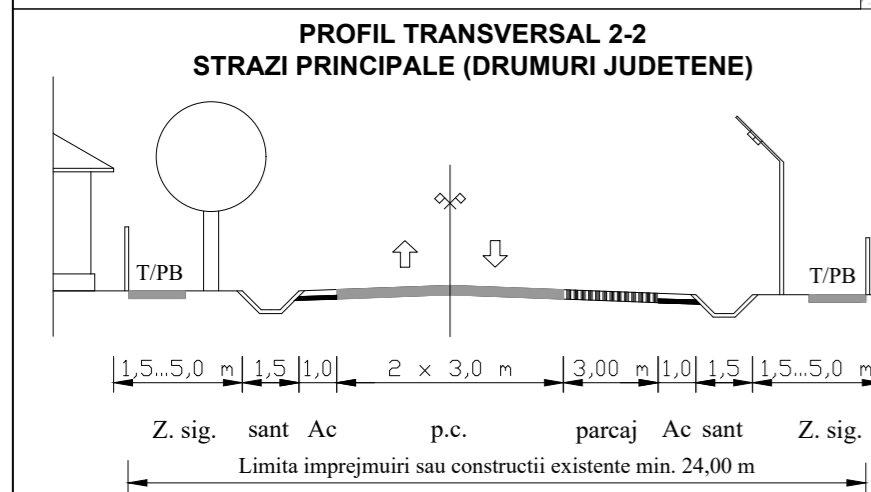 PROFIL TRANSVERSAL 2-2
STRAZI PRINCIPALE (DRUMURI JUDETENE)
T/PB T/PB
1,5...5,0 m 1,5 1,0 2 x 3,0 m 3,00 m 1,0 1,5 1,5...5,0 m
Z. sig. sant Ac p.c. parcaj Ac sant Z. sig.
Limita imprejmuiri sau constructii existente min. 24,00 m